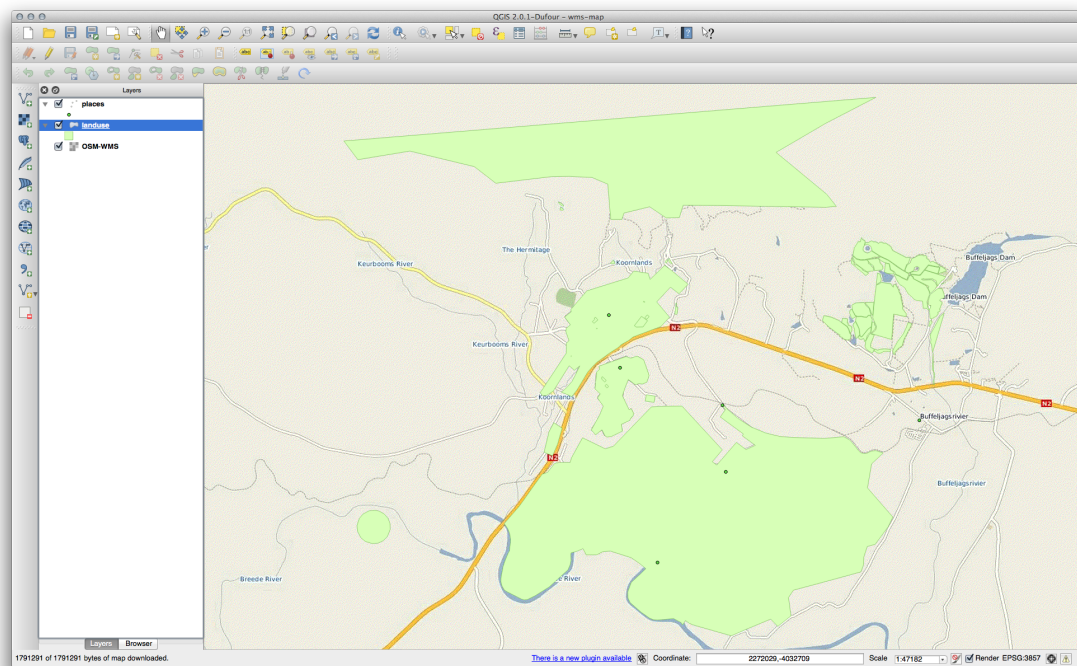 QGIS 2.0.1-Dufour - wms-map
Layers
places
landuse
OSM-WMS
The Hermitage
Koornlands
Keurbooms River
Buffeljags Dam
Buffeljags Dam
N2
Keurbooms River
N2
Koornlands
N2
Buffeljagsrivier
N2
Buffeljagsrivier
Breede River
e River
Layers
Browser
1791291 of 1791291 bytes of map downloaded.
There is a new plugin available
Coordinate:
2272029,-4032709
Scale
1:47182
Render
EPSG:3857